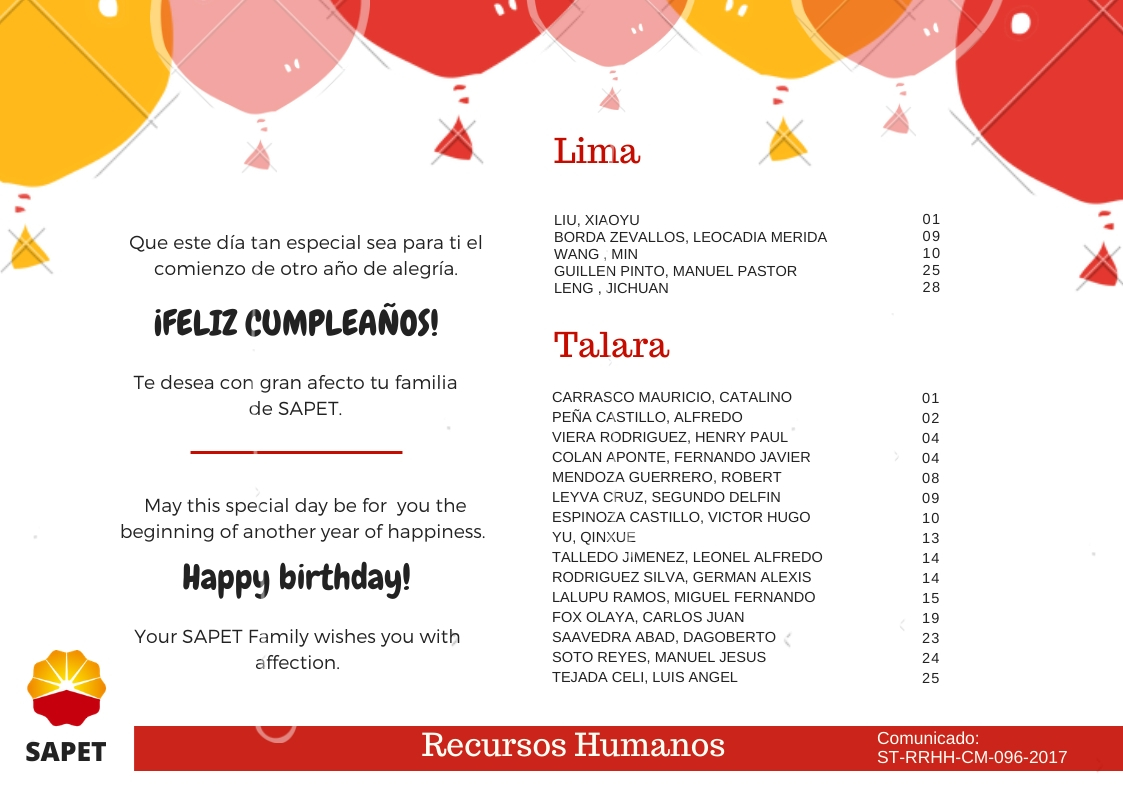 Que este día tan especial sea para ti el
comienzo de otro año de alegría.
¡FELIZ CUMPLEAÑOS!
Te desea con gran afecto tu familia
de SAPET.
May this special day be for  you the
beginning of another year of happiness.
Happy birthday!
Your SAPET Family wishes you with
affection.
SAPET
Lima
LIU, XIAOYU 01
BORDA ZEVALLOS, LEOCADIA MERIDA 09
WANG , MIN 10
GUILLEN PINTO, MANUEL PASTOR 25
LENG , JICHUAN 28
Talara
CARRASCO MAURICIO, CATALINO 01
PEÑA CASTILLO, ALFREDO 02
VIERA RODRIGUEZ, HENRY PAUL 04
COLAN APONTE, FERNANDO JAVIER 04
MENDOZA GUERRERO, ROBERT 08
LEYVA CRUZ, SEGUNDO DELFIN 09
ESPINOZA CASTILLO, VICTOR HUGO 10
YU, QINXUE 13
TALLEDO JIMENEZ, LEONEL ALFREDO 14
RODRIGUEZ SILVA, GERMAN ALEXIS 14
LALUPU RAMOS, MIGUEL FERNANDO 15
FOX OLAYA, CARLOS JUAN 19
SAAVEDRA ABAD, DAGOBERTO 23
SOTO REYES, MANUEL JESUS 24
TEJADA CELI, LUIS ANGEL 25
Recursos Humanos
Comunicado:
ST-RRHH-CM-096-2017